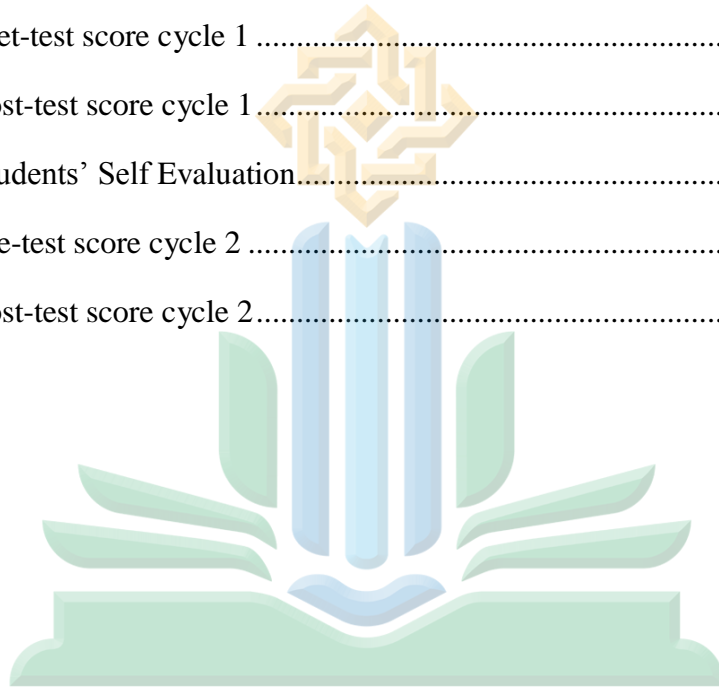 et-test score cycle 1 ................................................................
ost-test score cycle 1................................................................
udents’ Self Evaluation...........................................................
e-test score cycle 2 .................................................................
ost-test score cycle 2................................................................